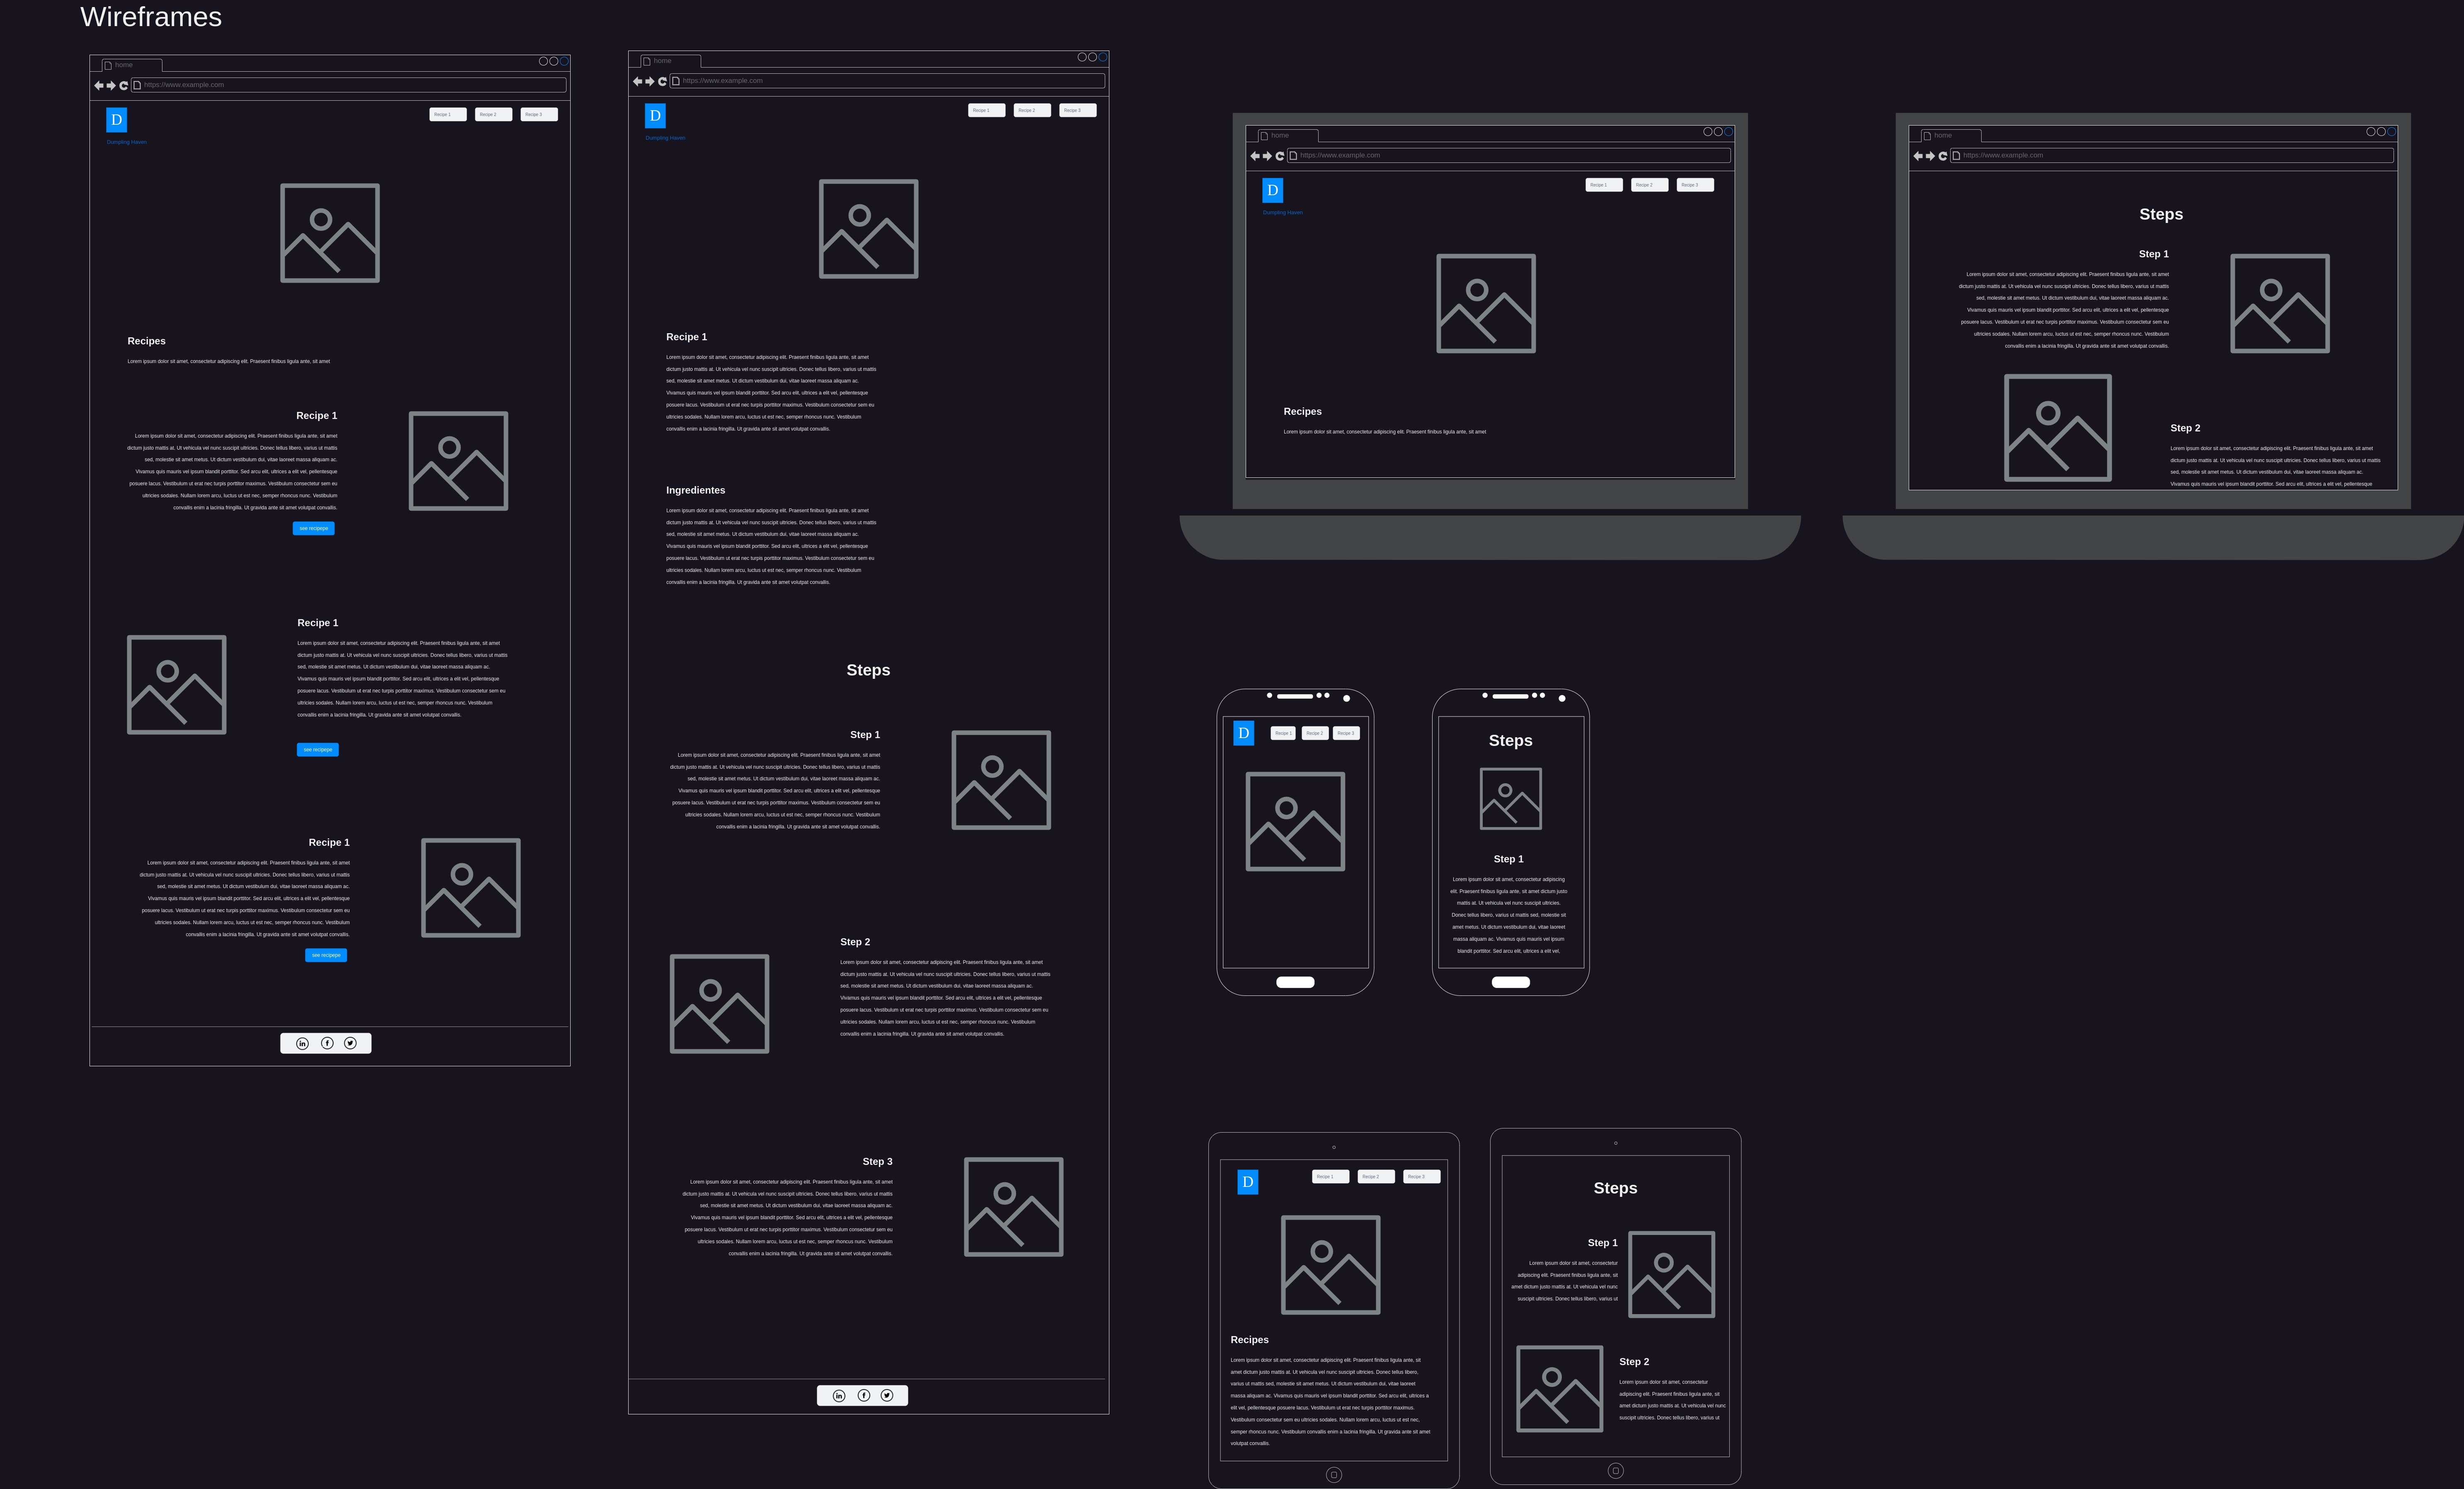 Wireframes
home
https://www.example.com
D
Recipe 1
Recipe 2
Recipe 3
Dumpling Haven
Recipes
Lorem ipsum dolor sit amet, consectetur adipiscing elit. Praesent finibus ligula ante, sit amet
Recipe 1
Lorem ipsum dolor sit amet, consectetur adipiscing elit. Praesent finibus ligula ante, sit amet
dictum justo mattis at. Ut vehicula vel nunc suscipit ultricies. Donec tellus libero, varius ut mattis
sed, molestie sit amet metus. Ut dictum vestibulum dui, vitae laoreet massa aliquam ac.
Vivamus quis mauris vel ipsum blandit porttitor. Sed arcu elit, ultrices a elit vel, pellentesque
posuere lacus. Vestibulum ut erat nec turpis porttitor maximus. Vestibulum consectetur sem eu
ultricies sodales. Nullam lorem arcu, luctus ut est nec, semper rhoncus nunc. Vestibulum
convallis enim a lacinia fringilla. Ut gravida ante sit amet volutpat convallis.
see recipepe
Recipe 1
Lorem ipsum dolor sit amet, consectetur adipiscing elit. Praesent finibus ligula ante, sit amet
dictum justo mattis at. Ut vehicula vel nunc suscipit ultricies. Donec tellus libero, varius ut mattis
sed, molestie sit amet metus. Ut dictum vestibulum dui, vitae laoreet massa aliquam ac.
Vivamus quis mauris vel ipsum blandit porttitor. Sed arcu elit, ultrices a elit vel, pellentesque
posuere lacus. Vestibulum ut erat nec turpis porttitor maximus. Vestibulum consectetur sem eu
ultricies sodales. Nullam lorem arcu, luctus ut est nec, semper rhoncus nunc. Vestibulum
convallis enim a lacinia fringilla. Ut gravida ante sit amet volutpat convallis.
see recipepe
Recipe 1
Lorem ipsum dolor sit amet, consectetur adipiscing elit. Praesent finibus ligula ante, sit amet
dictum justo mattis at. Ut vehicula vel nunc suscipit ultricies. Donec tellus libero, varius ut mattis
sed, molestie sit amet metus. Ut dictum vestibulum dui, vitae laoreet massa aliquam ac.
Vivamus quis mauris vel ipsum blandit porttitor. Sed arcu elit, ultrices a elit vel, pellentesque
posuere lacus. Vestibulum ut erat nec turpis porttitor maximus. Vestibulum consectetur sem eu
ultricies sodales. Nullam lorem arcu, luctus ut est nec, semper rhoncus nunc. Vestibulum
convallis enim a lacinia fringilla. Ut gravida ante sit amet volutpat convallis.
see recipepe
home
https://www.example.com
D
Recipe 1
Recipe 2
Recipe 3
Dumpling Haven
Recipe 1
Lorem ipsum dolor sit amet, consectetur adipiscing elit. Praesent finibus ligula ante, sit amet
dictum justo mattis at. Ut vehicula vel nunc suscipit ultricies. Donec tellus libero, varius ut mattis
sed, molestie sit amet metus. Ut dictum vestibulum dui, vitae laoreet massa aliquam ac.
Vivamus quis mauris vel ipsum blandit porttitor. Sed arcu elit, ultrices a elit vel, pellentesque
posuere lacus. Vestibulum ut erat nec turpis porttitor maximus. Vestibulum consectetur sem eu
ultricies sodales. Nullam lorem arcu, luctus ut est nec, semper rhoncus nunc. Vestibulum
convallis enim a lacinia fringilla. Ut gravida ante sit amet volutpat convallis.
Ingredientes
Lorem ipsum dolor sit amet, consectetur adipiscing elit. Praesent finibus ligula ante, sit amet
dictum justo mattis at. Ut vehicula vel nunc suscipit ultricies. Donec tellus libero, varius ut mattis
sed, molestie sit amet metus. Ut dictum vestibulum dui, vitae laoreet massa aliquam ac.
Vivamus quis mauris vel ipsum blandit porttitor. Sed arcu elit, ultrices a elit vel, pellentesque
posuere lacus. Vestibulum ut erat nec turpis porttitor maximus. Vestibulum consectetur sem eu
ultricies sodales. Nullam lorem arcu, luctus ut est nec, semper rhoncus nunc. Vestibulum
convallis enim a lacinia fringilla. Ut gravida ante sit amet volutpat convallis.
Steps
Step 1
Lorem ipsum dolor sit amet, consectetur adipiscing elit. Praesent finibus ligula ante, sit amet
dictum justo mattis at. Ut vehicula vel nunc suscipit ultricies. Donec tellus libero, varius ut mattis
sed, molestie sit amet metus. Ut dictum vestibulum dui, vitae laoreet massa aliquam ac.
Vivamus quis mauris vel ipsum blandit porttitor. Sed arcu elit, ultrices a elit vel, pellentesque
posuere lacus. Vestibulum ut erat nec turpis porttitor maximus. Vestibulum consectetur sem eu
ultricies sodales. Nullam lorem arcu, luctus ut est nec, semper rhoncus nunc. Vestibulum
convallis enim a lacinia fringilla. Ut gravida ante sit amet volutpat convallis.
Step 2
Lorem ipsum dolor sit amet, consectetur adipiscing elit. Praesent finibus ligula ante, sit amet
dictum justo mattis at. Ut vehicula vel nunc suscipit ultricies. Donec tellus libero, varius ut mattis
sed, molestie sit amet metus. Ut dictum vestibulum dui, vitae laoreet massa aliquam ac.
Vivamus quis mauris vel ipsum blandit porttitor. Sed arcu elit, ultrices a elit vel, pellentesque
posuere lacus. Vestibulum ut erat nec turpis porttitor maximus. Vestibulum consectetur sem eu
ultricies sodales. Nullam lorem arcu, luctus ut est nec, semper rhoncus nunc. Vestibulum
convallis enim a lacinia fringilla. Ut gravida ante sit amet volutpat convallis.
Step 3
Lorem ipsum dolor sit amet, consectetur adipiscing elit. Praesent finibus ligula ante, sit amet
dictum justo mattis at. Ut vehicula vel nunc suscipit ultricies. Donec tellus libero, varius ut mattis
sed, molestie sit amet metus. Ut dictum vestibulum dui, vitae laoreet massa aliquam ac.
Vivamus quis mauris vel ipsum blandit porttitor. Sed arcu elit, ultrices a elit vel, pellentesque
posuere lacus. Vestibulum ut erat nec turpis porttitor maximus. Vestibulum consectetur sem eu
ultricies sodales. Nullam lorem arcu, luctus ut est nec, semper rhoncus nunc. Vestibulum
convallis enim a lacinia fringilla. Ut gravida ante sit amet volutpat convallis.
home
https://www.example.com
D
Recipe 1
Recipe 2
Recipe 3
Dumpling Haven
Recipes
Lorem ipsum dolor sit amet, consectetur adipiscing elit. Praesent finibus ligula ante, sit amet
home
https://www.example.com
Steps
Step 1
Lorem ipsum dolor sit amet, consectetur adipiscing elit. Praesent finibus ligula ante, sit amet
dictum justo mattis at. Ut vehicula vel nunc suscipit ultricies. Donec tellus libero, varius ut mattis
sed, molestie sit amet metus. Ut dictum vestibulum dui, vitae laoreet massa aliquam ac.
Vivamus quis mauris vel ipsum blandit porttitor. Sed arcu elit, ultrices a elit vel, pellentesque
posuere lacus. Vestibulum ut erat nec turpis porttitor maximus. Vestibulum consectetur sem eu
ultricies sodales. Nullam lorem arcu, luctus ut est nec, semper rhoncus nunc. Vestibulum
convallis enim a lacinia fringilla. Ut gravida ante sit amet volutpat convallis.
Step 2
Lorem ipsum dolor sit amet, consectetur adipiscing elit. Praesent finibus ligula ante, sit amet
dictum justo mattis at. Ut vehicula vel nunc suscipit ultricies. Donec tellus libero, varius ut mattis
sed, molestie sit amet metus. Ut dictum vestibulum dui, vitae laoreet massa aliquam ac.
Vivamus quis mauris vel ipsum blandit porttitor. Sed arcu elit, ultrices a elit vel, pellentesque
D
Recipe 1
Recipe 2
Recipe 3
Steps
Step 1
Lorem ipsum dolor sit amet, consectetur adipiscing
elit. Praesent finibus ligula ante, sit amet dictum justo
mattis at. Ut vehicula vel nunc suscipit ultricies.
Donec tellus libero, varius ut mattis sed, molestie sit
amet metus. Ut dictum vestibulum dui, vitae laoreet
massa aliquam ac. Vivamus quis mauris vel ipsum
blandit porttitor. Sed arcu elit, ultrices a elit vel,
D
Recipe 1
Recipe 2
Recipe 3
Recipes
Lorem ipsum dolor sit amet, consectetur adipiscing elit. Praesent finibus ligula ante, sit
amet dictum justo mattis at. Ut vehicula vel nunc suscipit ultricies. Donec tellus libero,
varius ut mattis sed, molestie sit amet metus. Ut dictum vestibulum dui, vitae laoreet
massa aliquam ac. Vivamus quis mauris vel ipsum blandit porttitor. Sed arcu elit, ultrices a
elit vel, pellentesque posuere lacus. Vestibulum ut erat nec turpis porttitor maximus.
Vestibulum consectetur sem eu ultricies sodales. Nullam lorem arcu, luctus ut est nec,
semper rhoncus nunc. Vestibulum convallis enim a lacinia fringilla. Ut gravida ante sit amet
volutpat convallis.
Steps
Step 1
Lorem ipsum dolor sit amet, consectetur
adipiscing elit. Praesent finibus ligula ante, sit
amet dictum justo mattis at. Ut vehicula vel nunc
suscipit ultricies. Donec tellus libero, varius ut
Step 2
Lorem ipsum dolor sit amet, consectetur
adipiscing elit. Praesent finibus ligula ante, sit
amet dictum justo mattis at. Ut vehicula vel nunc
suscipit ultricies. Donec tellus libero, varius ut